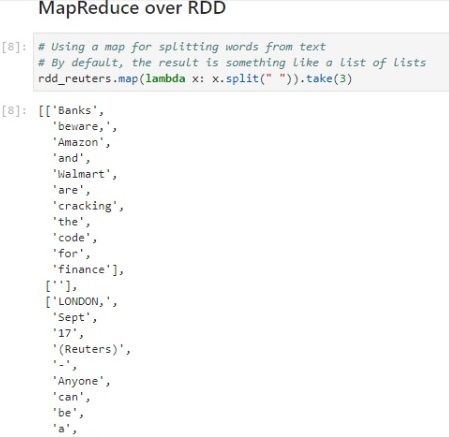 MapReduce over RDD
[8]: # Using a map for splitting words from text
# By default, the result is something like a list of lists
rdd_reuters.map(lambda x: x.split(" ")).take(3)
[8]: [['Banks',
'beware,',
'Amazon',
'and',
'Walmart',
'are',
'cracking',
'the',
'code',
'for',
'finance'],
[''],
['LONDON,',
'Sept',
'17',
'(Reuters)',
'-',
'Anyone',
'can',
'be',
'a',